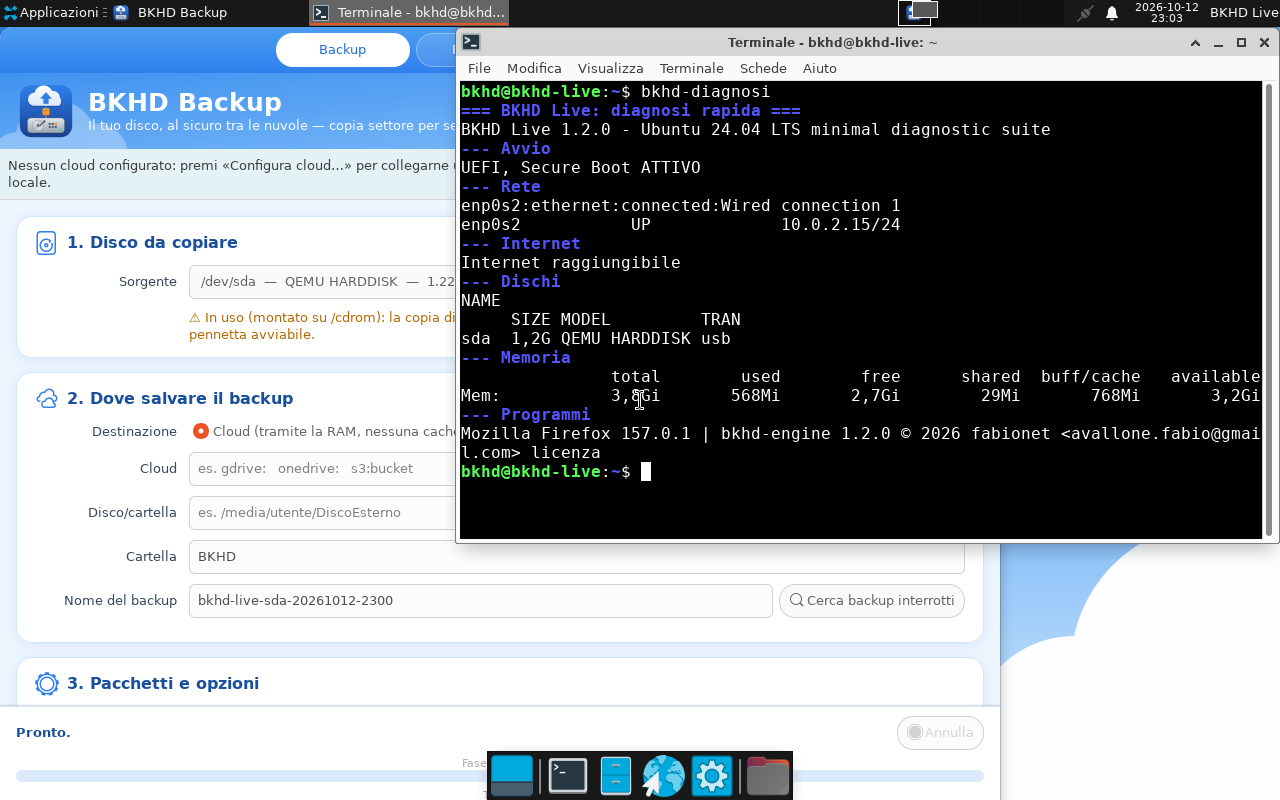 Applicazioni
BKHD Backup
Terminale - bkhd@bkhd...
2026-10-12
23:03
BKHD Live
Backup
BKHD Backup
Il tuo disco, al sicuro tra le nuvole — copia settore per se
Nessun cloud configurato: premi «Configura cloud...» per collegarne u
locale.
1. Disco da copiare
Sorgente
/dev/sda — QEMU HARDDISK — 1.22
⚠ In uso (montato su /cdrom): la copia di
pennetta avviabile.
2. Dove salvare il backup
Destinazione
Cloud (tramite la RAM, nessuna cache
Cloud
es. gdrive: onedrive: s3:bucket
Disco/cartella
es. /media/utente/DiscoEsterno
Cartella
BKHD
Nome del backup
bkhd-live-sda-20261012-2300
Cerca backup interrotti
3. Pacchetti e opzioni
Pronto.
Annulla
Fase
Terminale - bkhd@bkhd-live: ~
File Modifica Visualizza Terminale Schede Aiuto
bkhd@bkhd-live:~$ bkhd-diagnosi
=== BKHD Live: diagnosi rapida ===
BKHD Live 1.2.0 - Ubuntu 24.04 LTS minimal diagnostic suite
--- Avvio
UEFI, Secure Boot ATTIVO
--- Rete
enp0s2:ethernet:connected:Wired connection 1
enp0s2 UP 10.0.2.15/24
--- Internet
Internet raggiungibile
--- Dischi
NAME
SIZE MODEL TRAN
sda 1,2G QEMU HARDDISK usb
--- Memoria
total used free shared buff/cache available
Mem: 3,8Gi 568Mi 2,7Gi 29Mi 768Mi 3,2Gi
--- Programmi
Mozilla Firefox 157.0.1 | bkhd-engine 1.2.0 © 2026 fabionet <avallone.fabio@gmai
l.com> licenza
bkhd@bkhd-live:~$